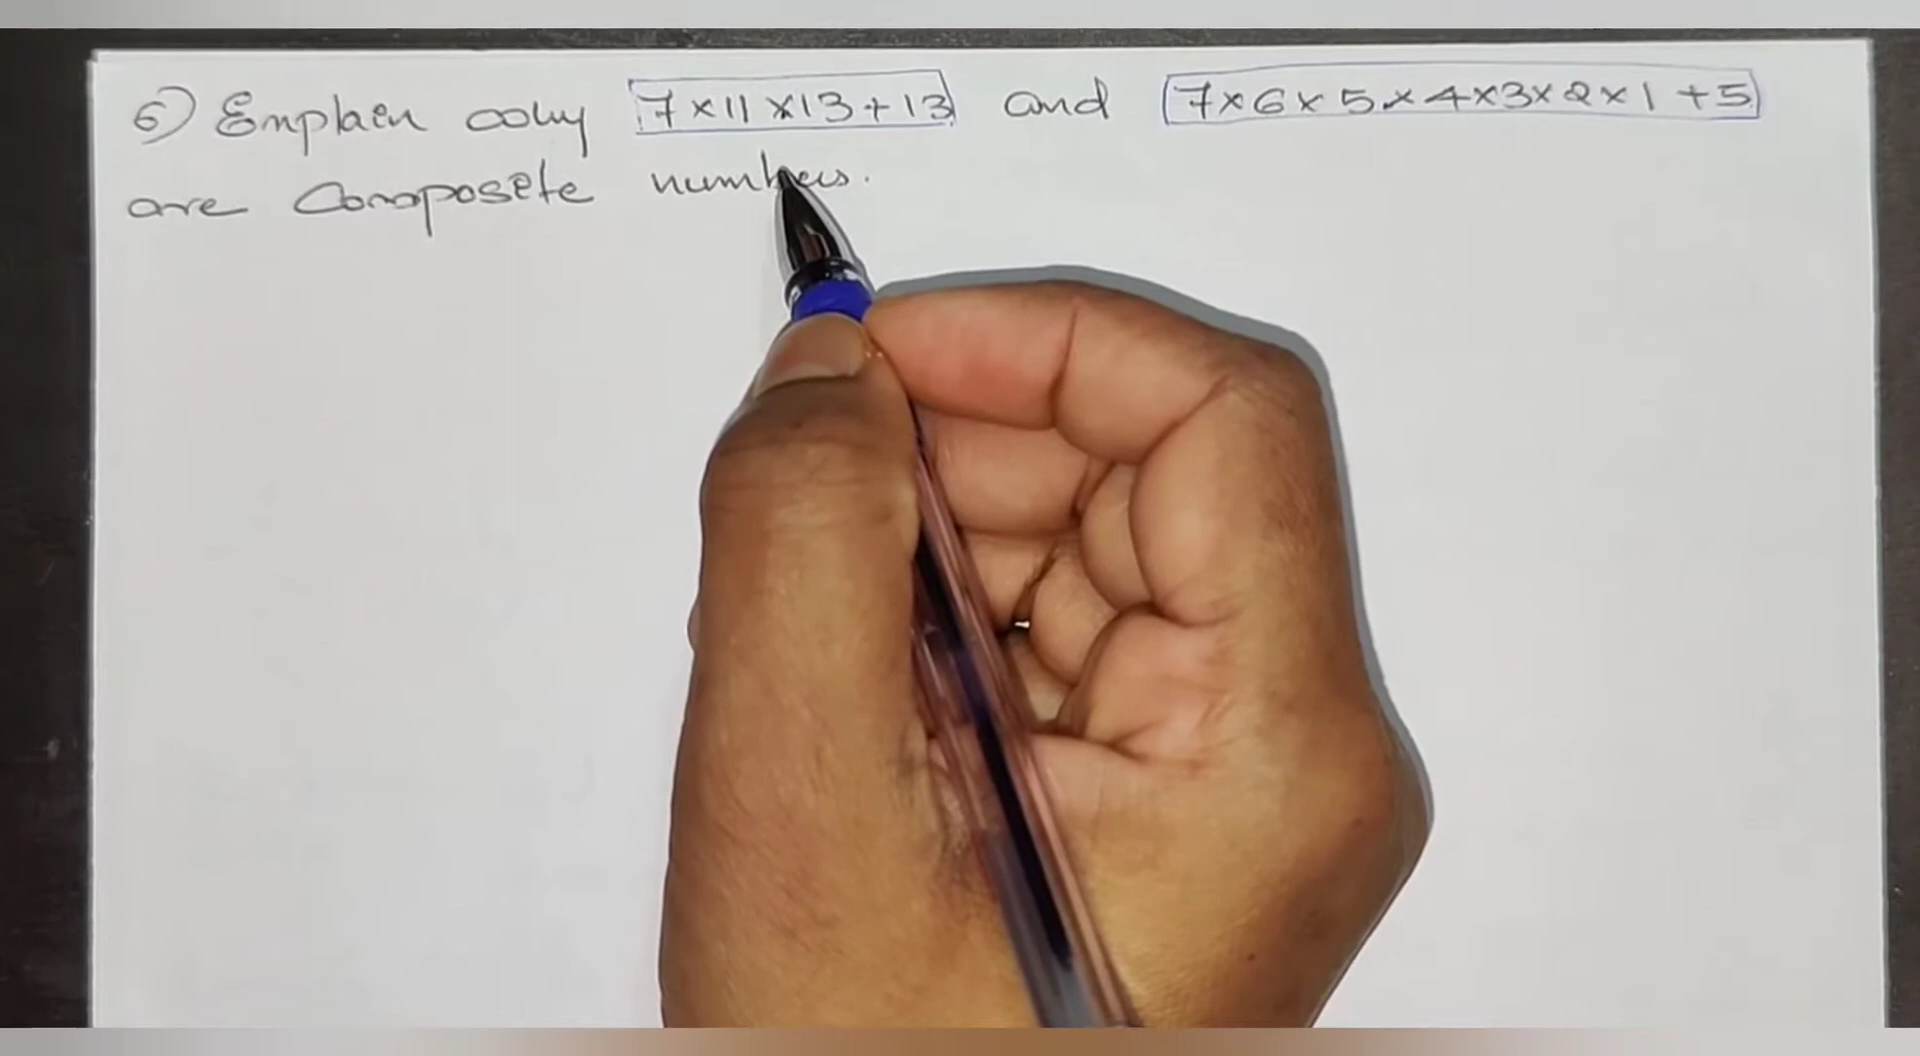 6) Explain why 7×11×13+13 and 7×6×5×4×3×2×1+5
are Composite numbers.